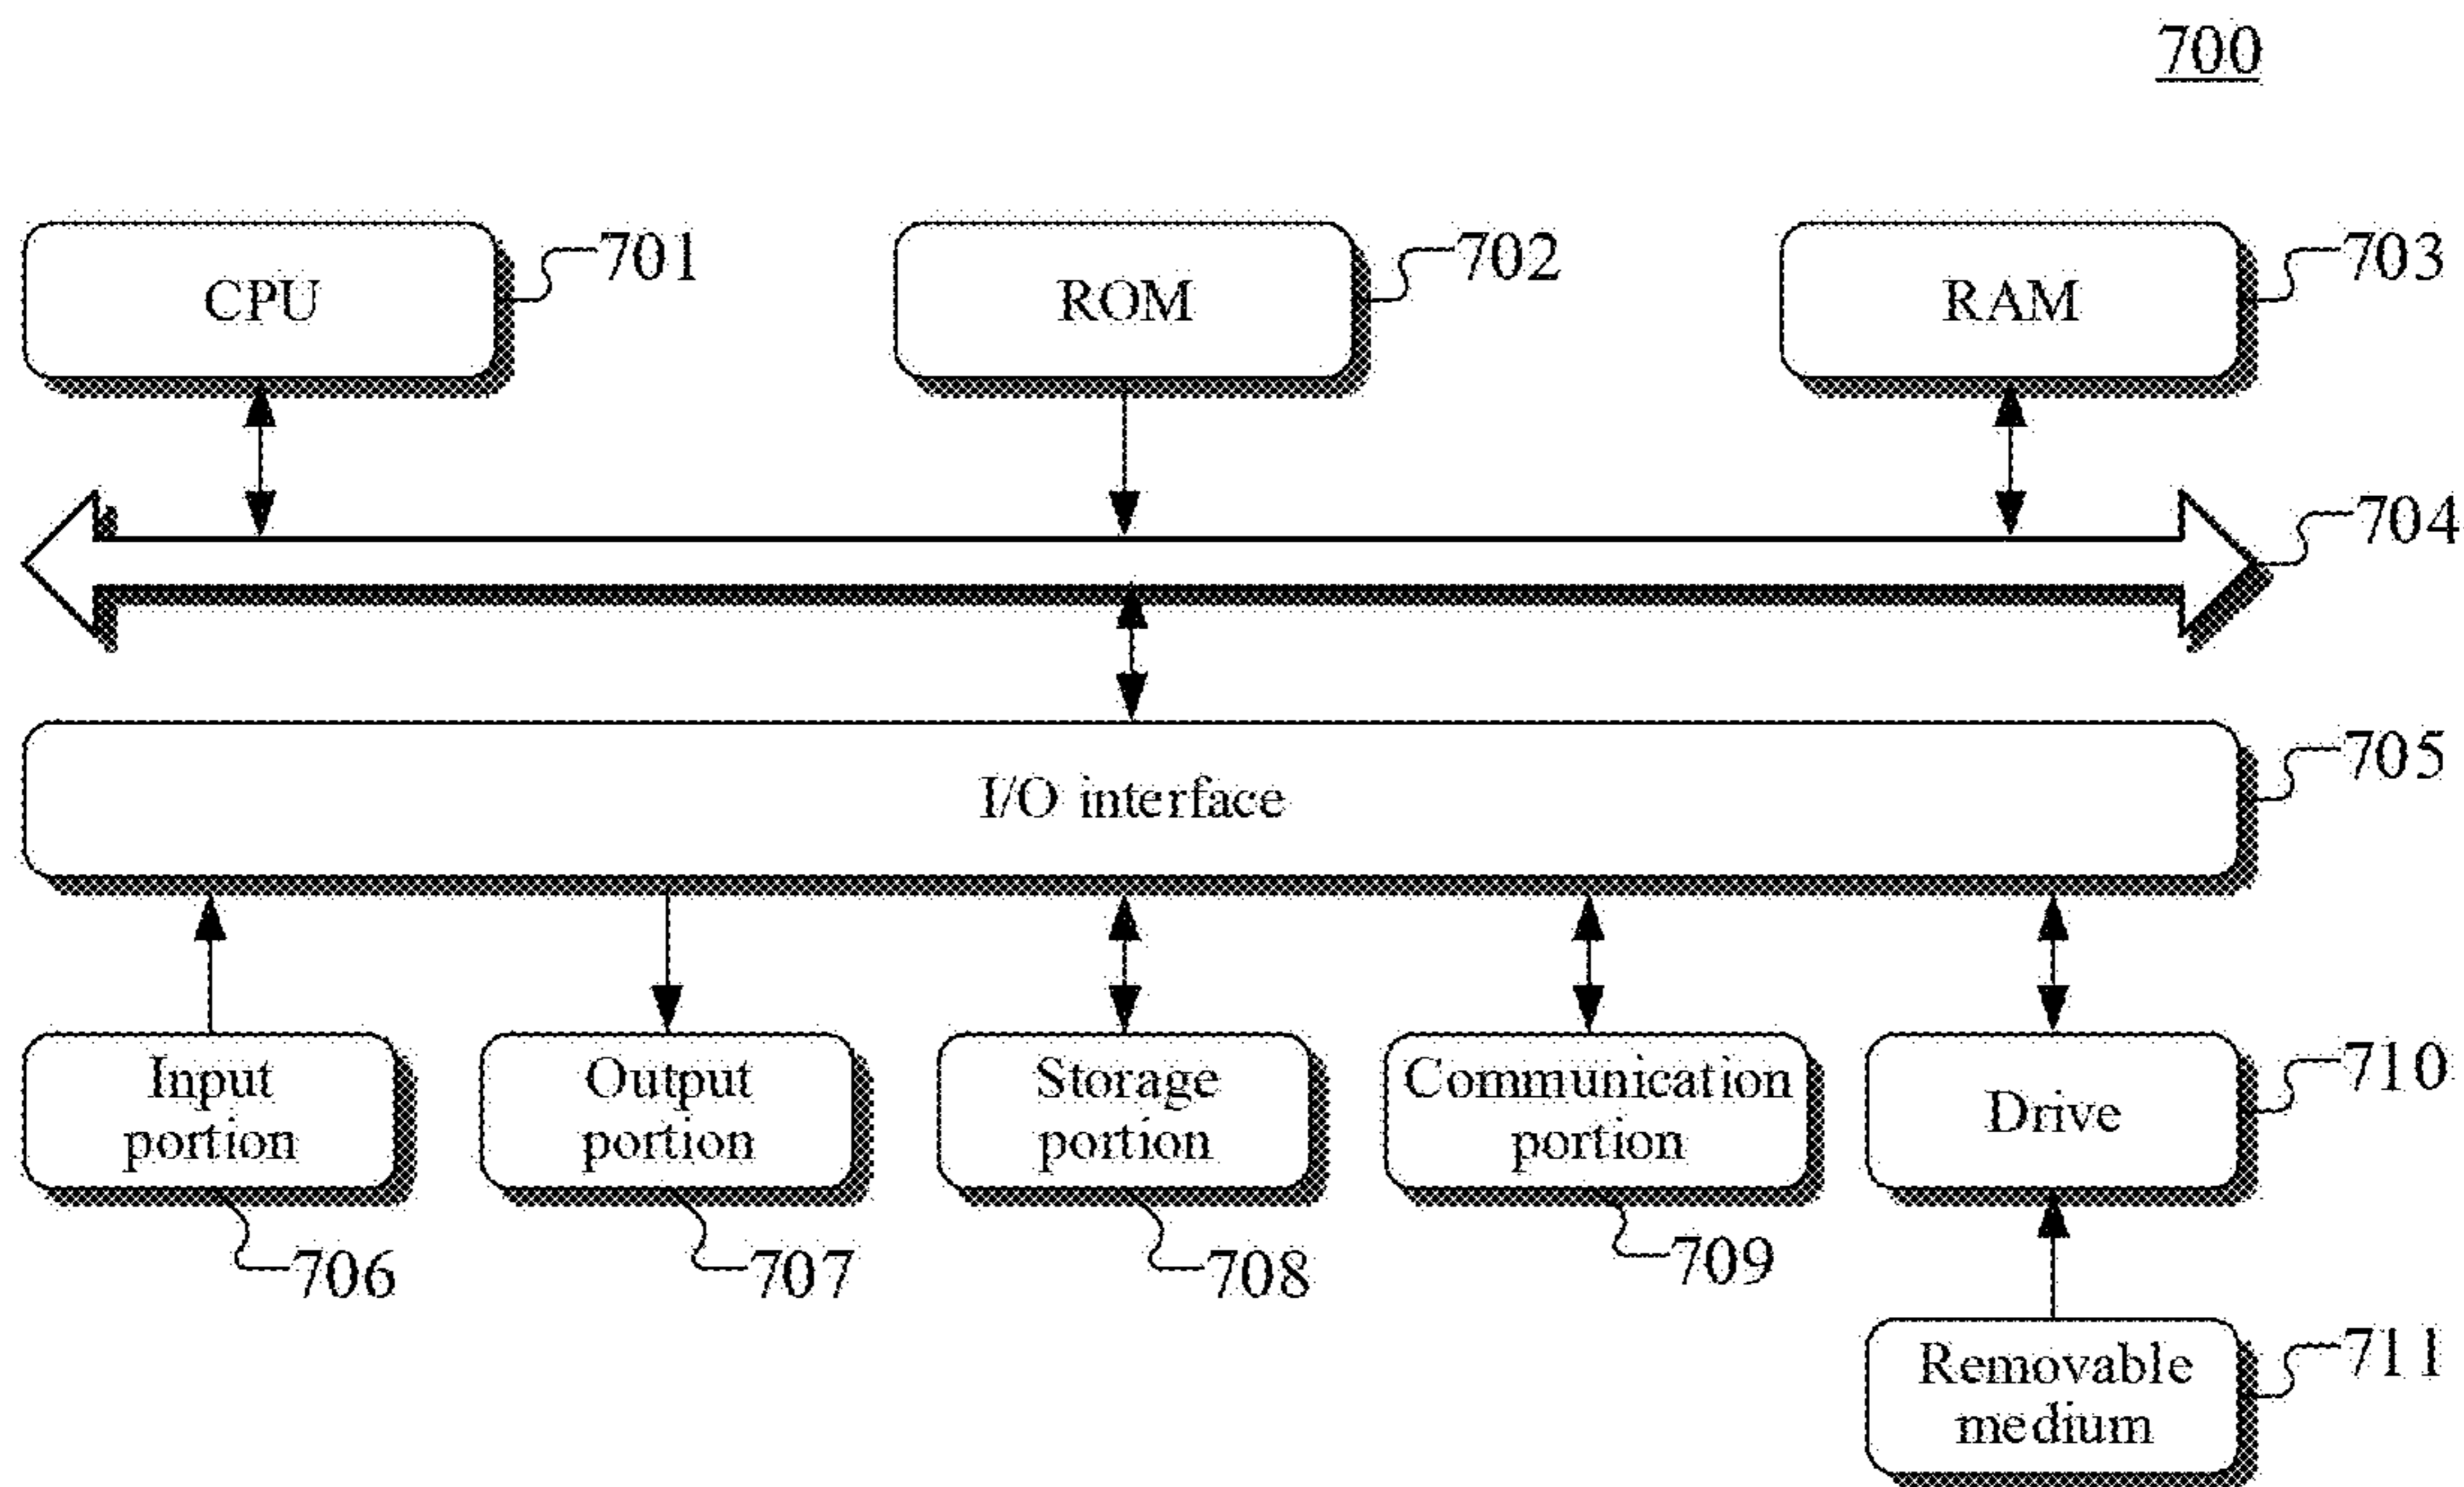 700
CPU
701
ROM
702
RAM
703
704
I/O interface
705
Input
portion
706
Output
portion
707
Storage
portion
708
Communication
portion
709
Drive
710
Removable
medium
711